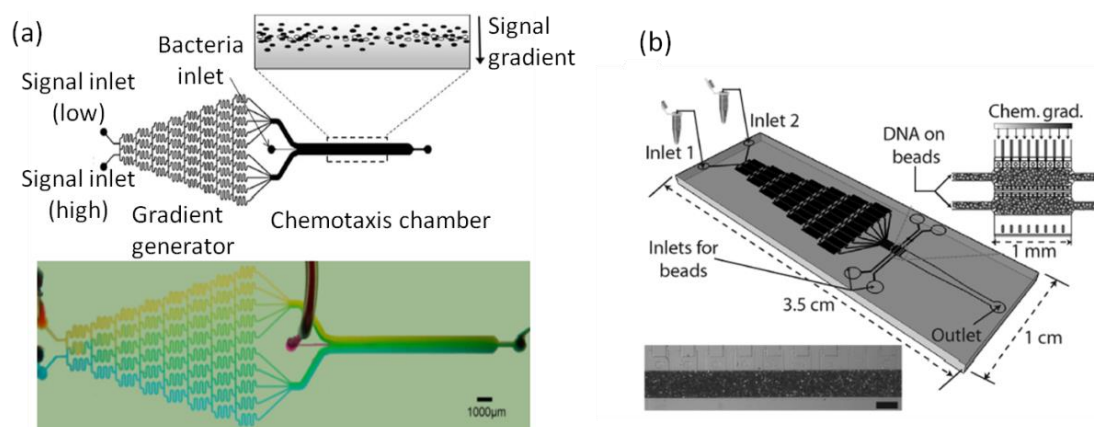 (a)
Signal
gradient
Bacteria
inlet
Signal inlet
(low)
Signal inlet
(high)
Gradient
generator
Chemotaxis chamber
1000µm
(b)
Inlet 1
Inlet 2
Chem. grad.
DNA on
beads
1 mm
Inlets for
beads
3.5 cm
Outlet
1 cm